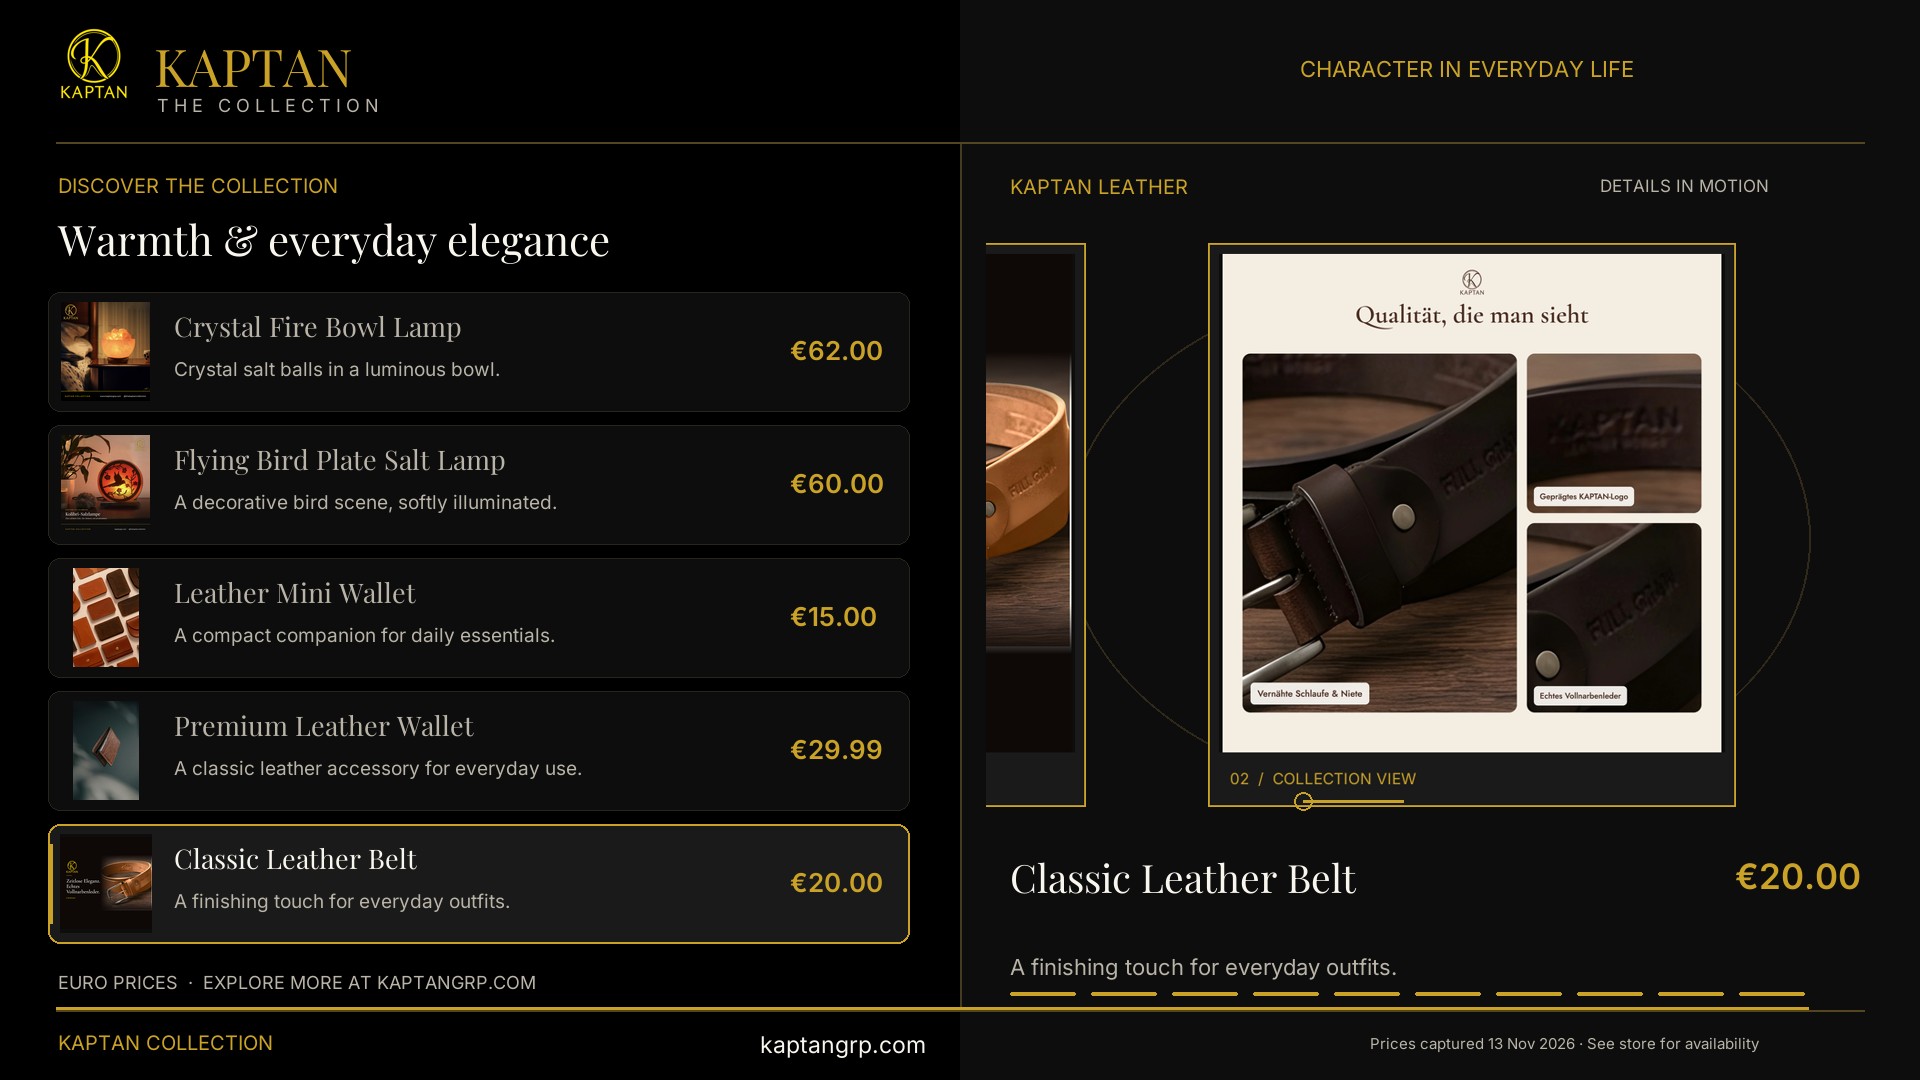 KAPTAN
KAPTAN
THE COLLECTION
CHARACTER IN EVERYDAY LIFE
DISCOVER THE COLLECTION
Warmth & everyday elegance
Crystal Fire Bowl Lamp
Crystal salt balls in a luminous bowl.
€62.00
Flying Bird Plate Salt Lamp
A decorative bird scene, softly illuminated.
€60.00
Leather Mini Wallet
A compact companion for daily essentials.
€15.00
Premium Leather Wallet
A classic leather accessory for everyday use.
€29.99
Zeitlose Eleganz
Echtes
Vollnarbenleder
Classic Leather Belt
A finishing touch for everyday outfits.
€20.00
EURO PRICES · EXPLORE MORE AT KAPTANGRP.COM
KAPTAN LEATHER
DETAILS IN MOTION
KAPTAN
Qualität, die man sieht
KAPTAN
Geprägtes KAPTAN-Logo
Vernähte Schlaufe & Niete
Echtes Vollnarbenleder
02 / COLLECTION VIEW
Classic Leather Belt
€20.00
A finishing touch for everyday outfits.
KAPTAN COLLECTION
kaptangrp.com
Prices captured 13 Nov 2026 · See store for availability